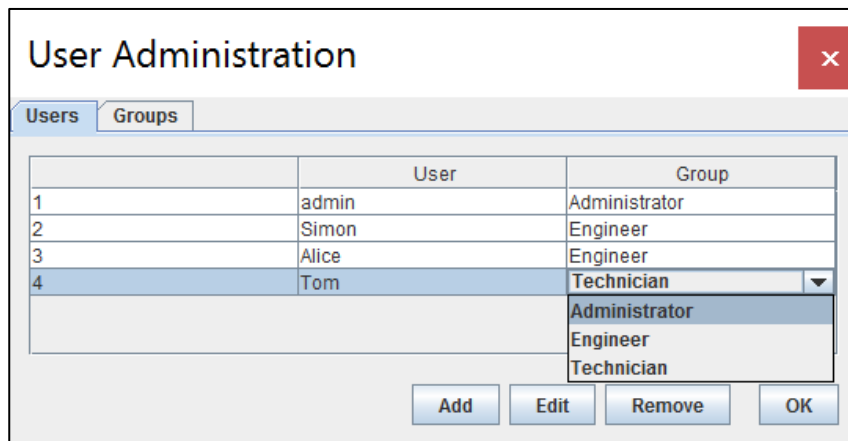 User Administration
×
Users Groups
User Group
1 admin Administrator
2 Simon Engineer
3 Alice Engineer
4 Tom Technician
Administrator
Engineer
Technician
Add Edit Remove OK